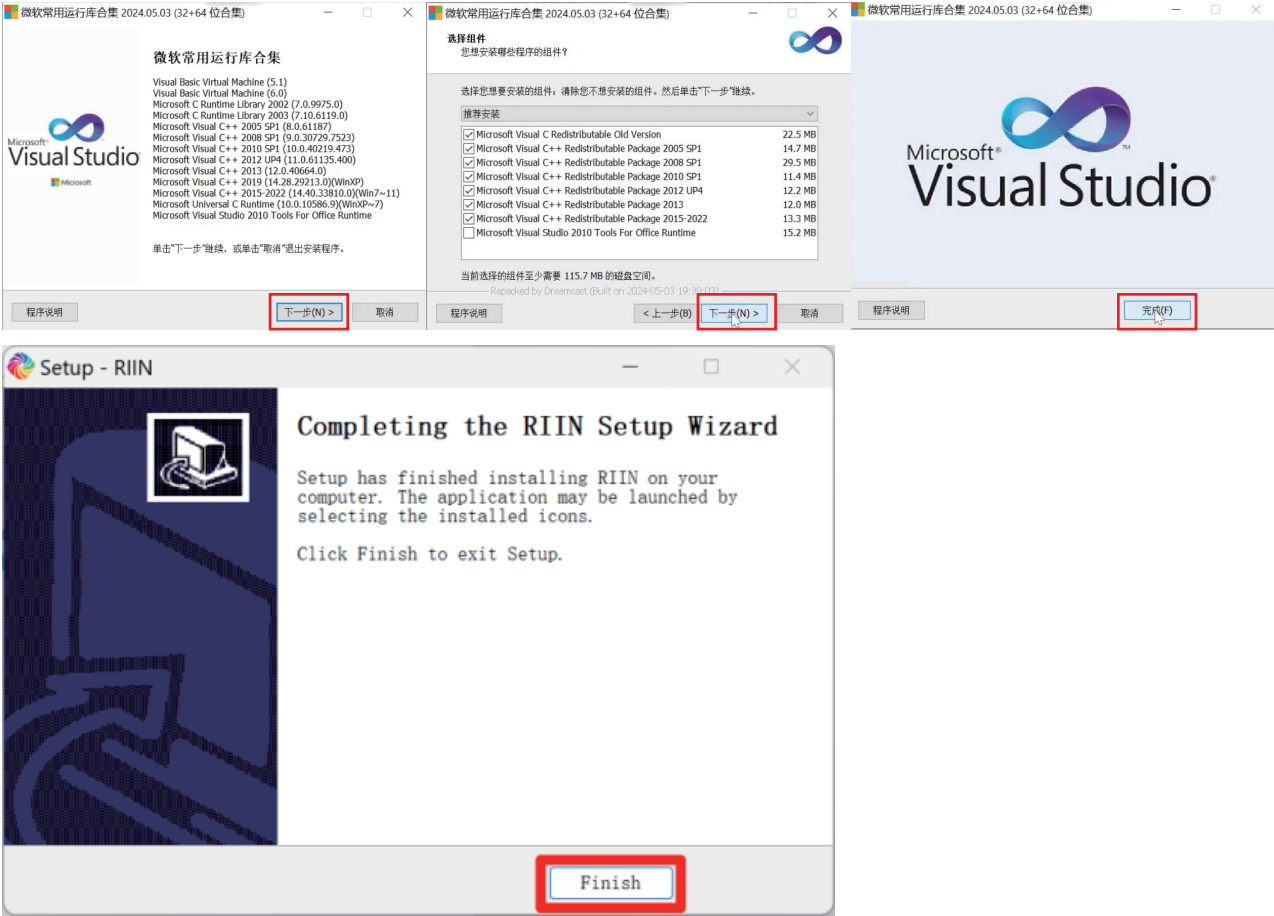 微软常用运行库合集 2024.05.03 (32+64 位合集)
微软常用运行库合集
Visual Basic Virtual Machine (5.1)
Visual Basic Virtual Machine (6.0)
Microsoft C Runtime Library 2002 (7.0.9975.0)
Microsoft C Runtime Library 2003 (7.10.6119.0)
Microsoft Visual C++ 2005 SP1 (8.0.61187)
Microsoft Visual C++ 2008 SP1 (9.0.30729.7523)
Microsoft Visual C++ 2010 SP1 (10.0.40219.473)
Microsoft Visual C++ 2012 UP4 (11.0.61135.400)
Microsoft Visual C++ 2013 (12.0.40664.0)
Microsoft Visual C++ 2019 (14.28.29213.0)(WinXP)
Microsoft Visual C++ 2015-2022 (14.40.33810.0)(Win7~11)
Microsoft Universal C Runtime (10.0.10586.9)(WinXP~7)
Microsoft Visual Studio 2010 Tools For Office Runtime
单击"下一步"继续，或单击"取消"退出安装程序。
Microsoft®
Visual Studio
Microsoft
程序说明
下一步(N) >
取消
微软常用运行库合集 2024.05.03 (32+64 位合集)
选择组件
您想安装哪些程序的组件?
选择您想要安装的组件；清除您不想安装的组件。然后单击"下一步"继续。
推荐安装
Microsoft Visual C Redistributable Old Version 22.5 MB
Microsoft Visual C++ Redistributable Package 2005 SP1 14.7 MB
Microsoft Visual C++ Redistributable Package 2008 SP1 29.5 MB
Microsoft Visual C++ Redistributable Package 2010 SP1 11.4 MB
Microsoft Visual C++ Redistributable Package 2012 UP4 12.2 MB
Microsoft Visual C++ Redistributable Package 2013 12.0 MB
Microsoft Visual C++ Redistributable Package 2015-2022 13.3 MB
Microsoft Visual Studio 2010 Tools For Office Runtime 15.2 MB
当前选择的组件至少需要 115.7 MB 的磁盘空间。
Repacked by Dreamcast (Built on 2024-05-03 19:39:03)
程序说明
< 上一步(B)
下一步(N) >
取消
微软常用运行库合集 2024.05.03 (32+64 位合集)
Microsoft®
Visual Studio®
™
程序说明
完成(F)
Setup - RIIN
Completing the RIIN Setup Wizard
Setup has finished installing RIIN on your
computer. The application may be launched by
selecting the installed icons.
Click Finish to exit Setup.
Finish